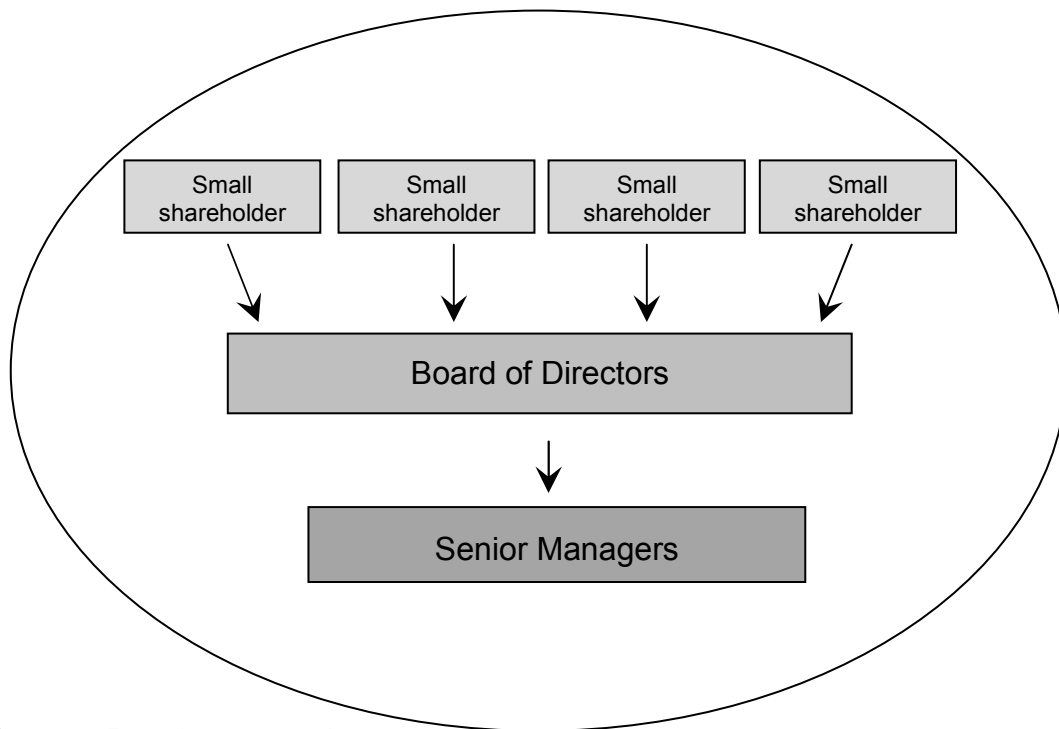 Small
shareholder
Small
shareholder
Small
shareholder
Small
shareholder
Board of Directors
Senior Managers